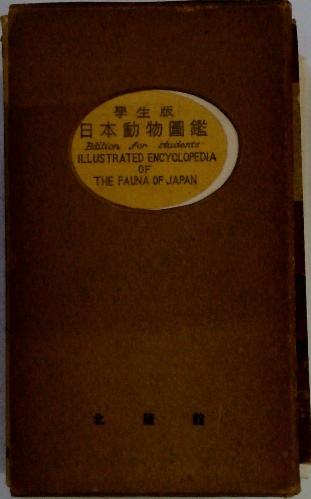 學生版
日本動物圖鑑
Edition for students
ILLUSTRATED ENCYCLOPEDIA
OF
THE FAUNA OF JAPAN
北隆館